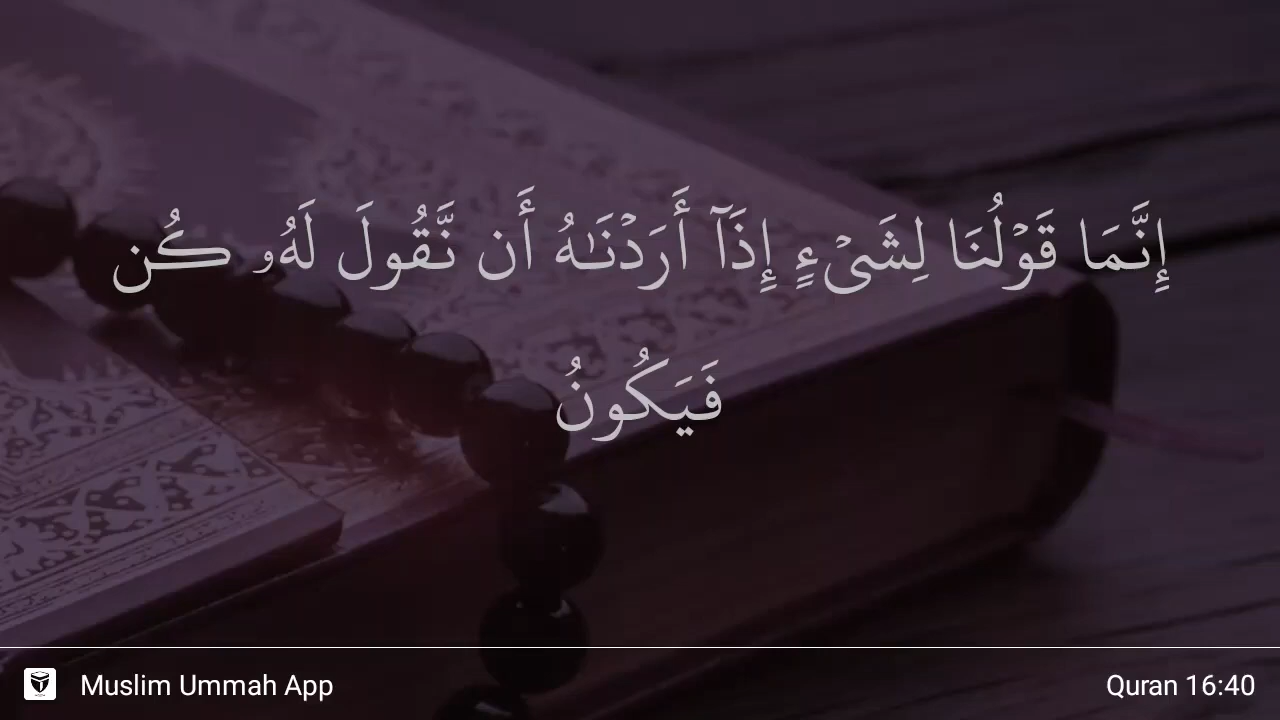 إِنَّمَا قَوْلُنَا لِشَىْءٍ إِذَآ أَرَدْنَـٰهُ أَن نَّقُولَ لَهُۥ كُن
فَيَكُونُ
Muslim Ummah App
Quran 16:40